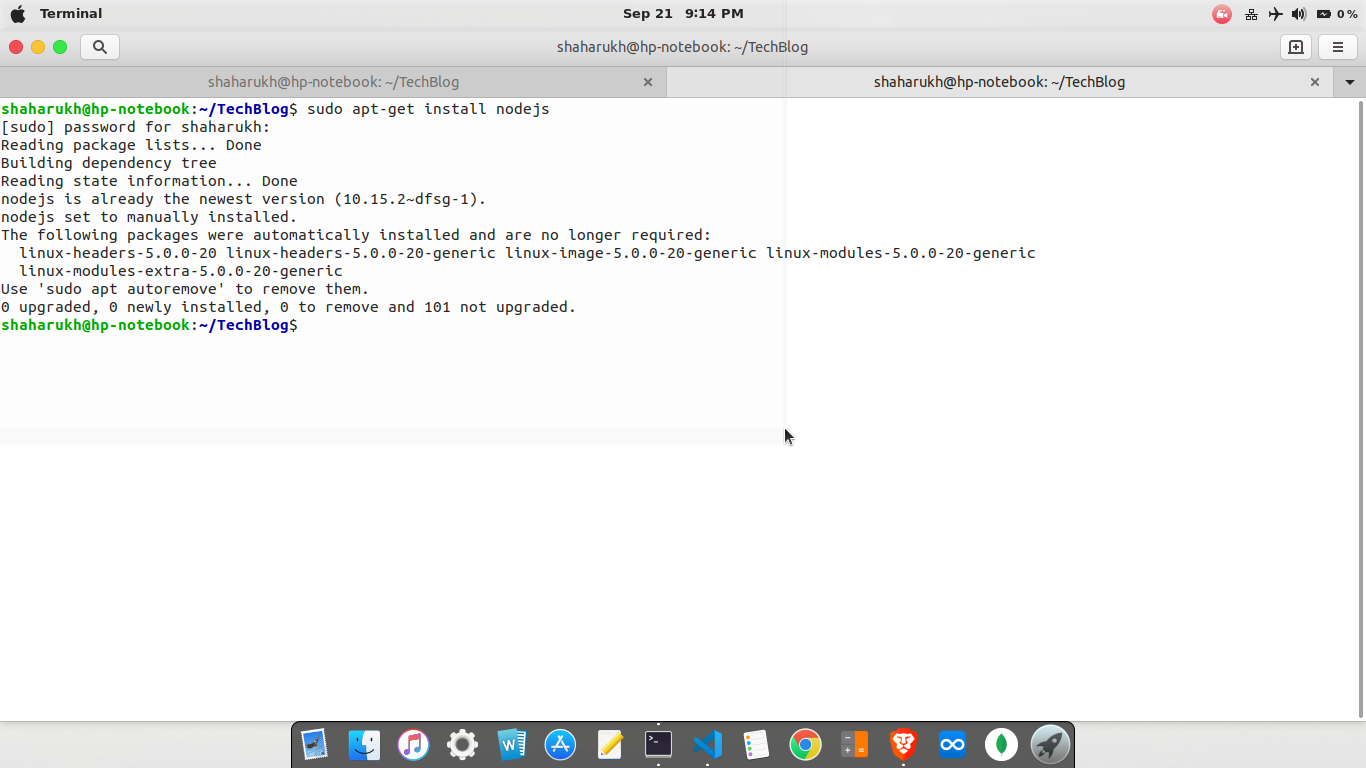 Terminal
Sep 21 9:14 PM
0 %
shaharukh@hp-notebook: ~/TechBlog
shaharukh@hp-notebook: ~/TechBlog
shaharukh@hp-notebook: ~/TechBlog
shaharukh@hp-notebook:~/TechBlog$ sudo apt-get install nodejs
[sudo] password for shaharukh:
Reading package lists... Done
Building dependency tree
Reading state information... Done
nodejs is already the newest version (10.15.2~dfsg-1).
nodejs set to manually installed.
The following packages were automatically installed and are no longer required:
  linux-headers-5.0.0-20 linux-headers-5.0.0-20-generic linux-image-5.0.0-20-generic linux-modules-5.0.0-20-generic
  linux-modules-extra-5.0.0-20-generic
Use 'sudo apt autoremove' to remove them.
0 upgraded, 0 newly installed, 0 to remove and 101 not upgraded.
shaharukh@hp-notebook:~/TechBlog$